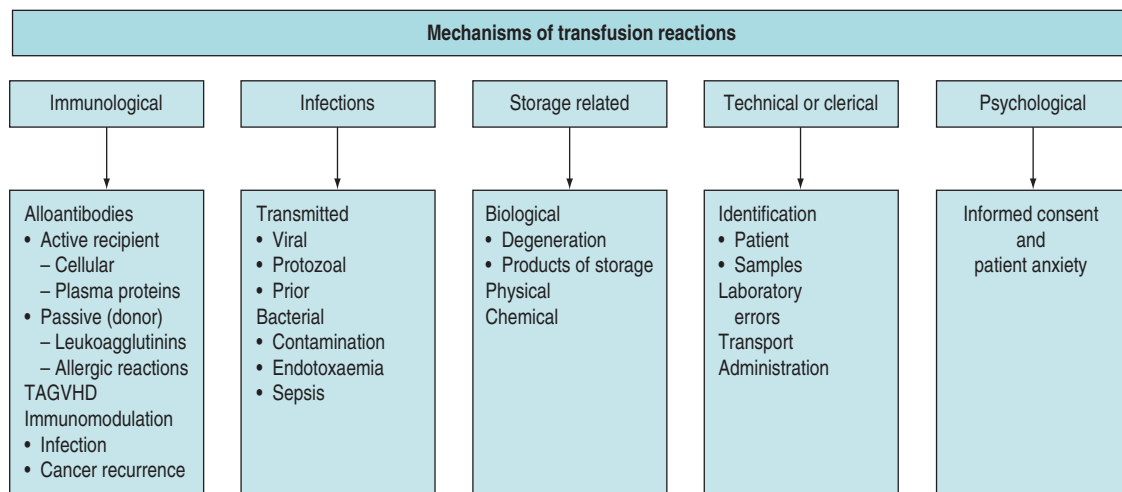 Mechanisms of transfusion reactions
Immunological
Infections
Storage related
Technical or clerical
Psychological
Alloantibodies
• Active recipient
– Cellular
– Plasma proteins
• Passive (donor)
– Leukoagglutinins
– Allergic reactions
TAGVHD
Immunomodulation
• Infection
• Cancer recurrence
Transmitted
• Viral
• Protozoal
• Prior
Bacterial
• Contamination
• Endotoxaemia
• Sepsis
Biological
• Degeneration
• Products of storage
Physical
Chemical
Identification
• Patient
• Samples
Laboratory
errors
Transport
Administration
Informed consent
and
patient anxiety